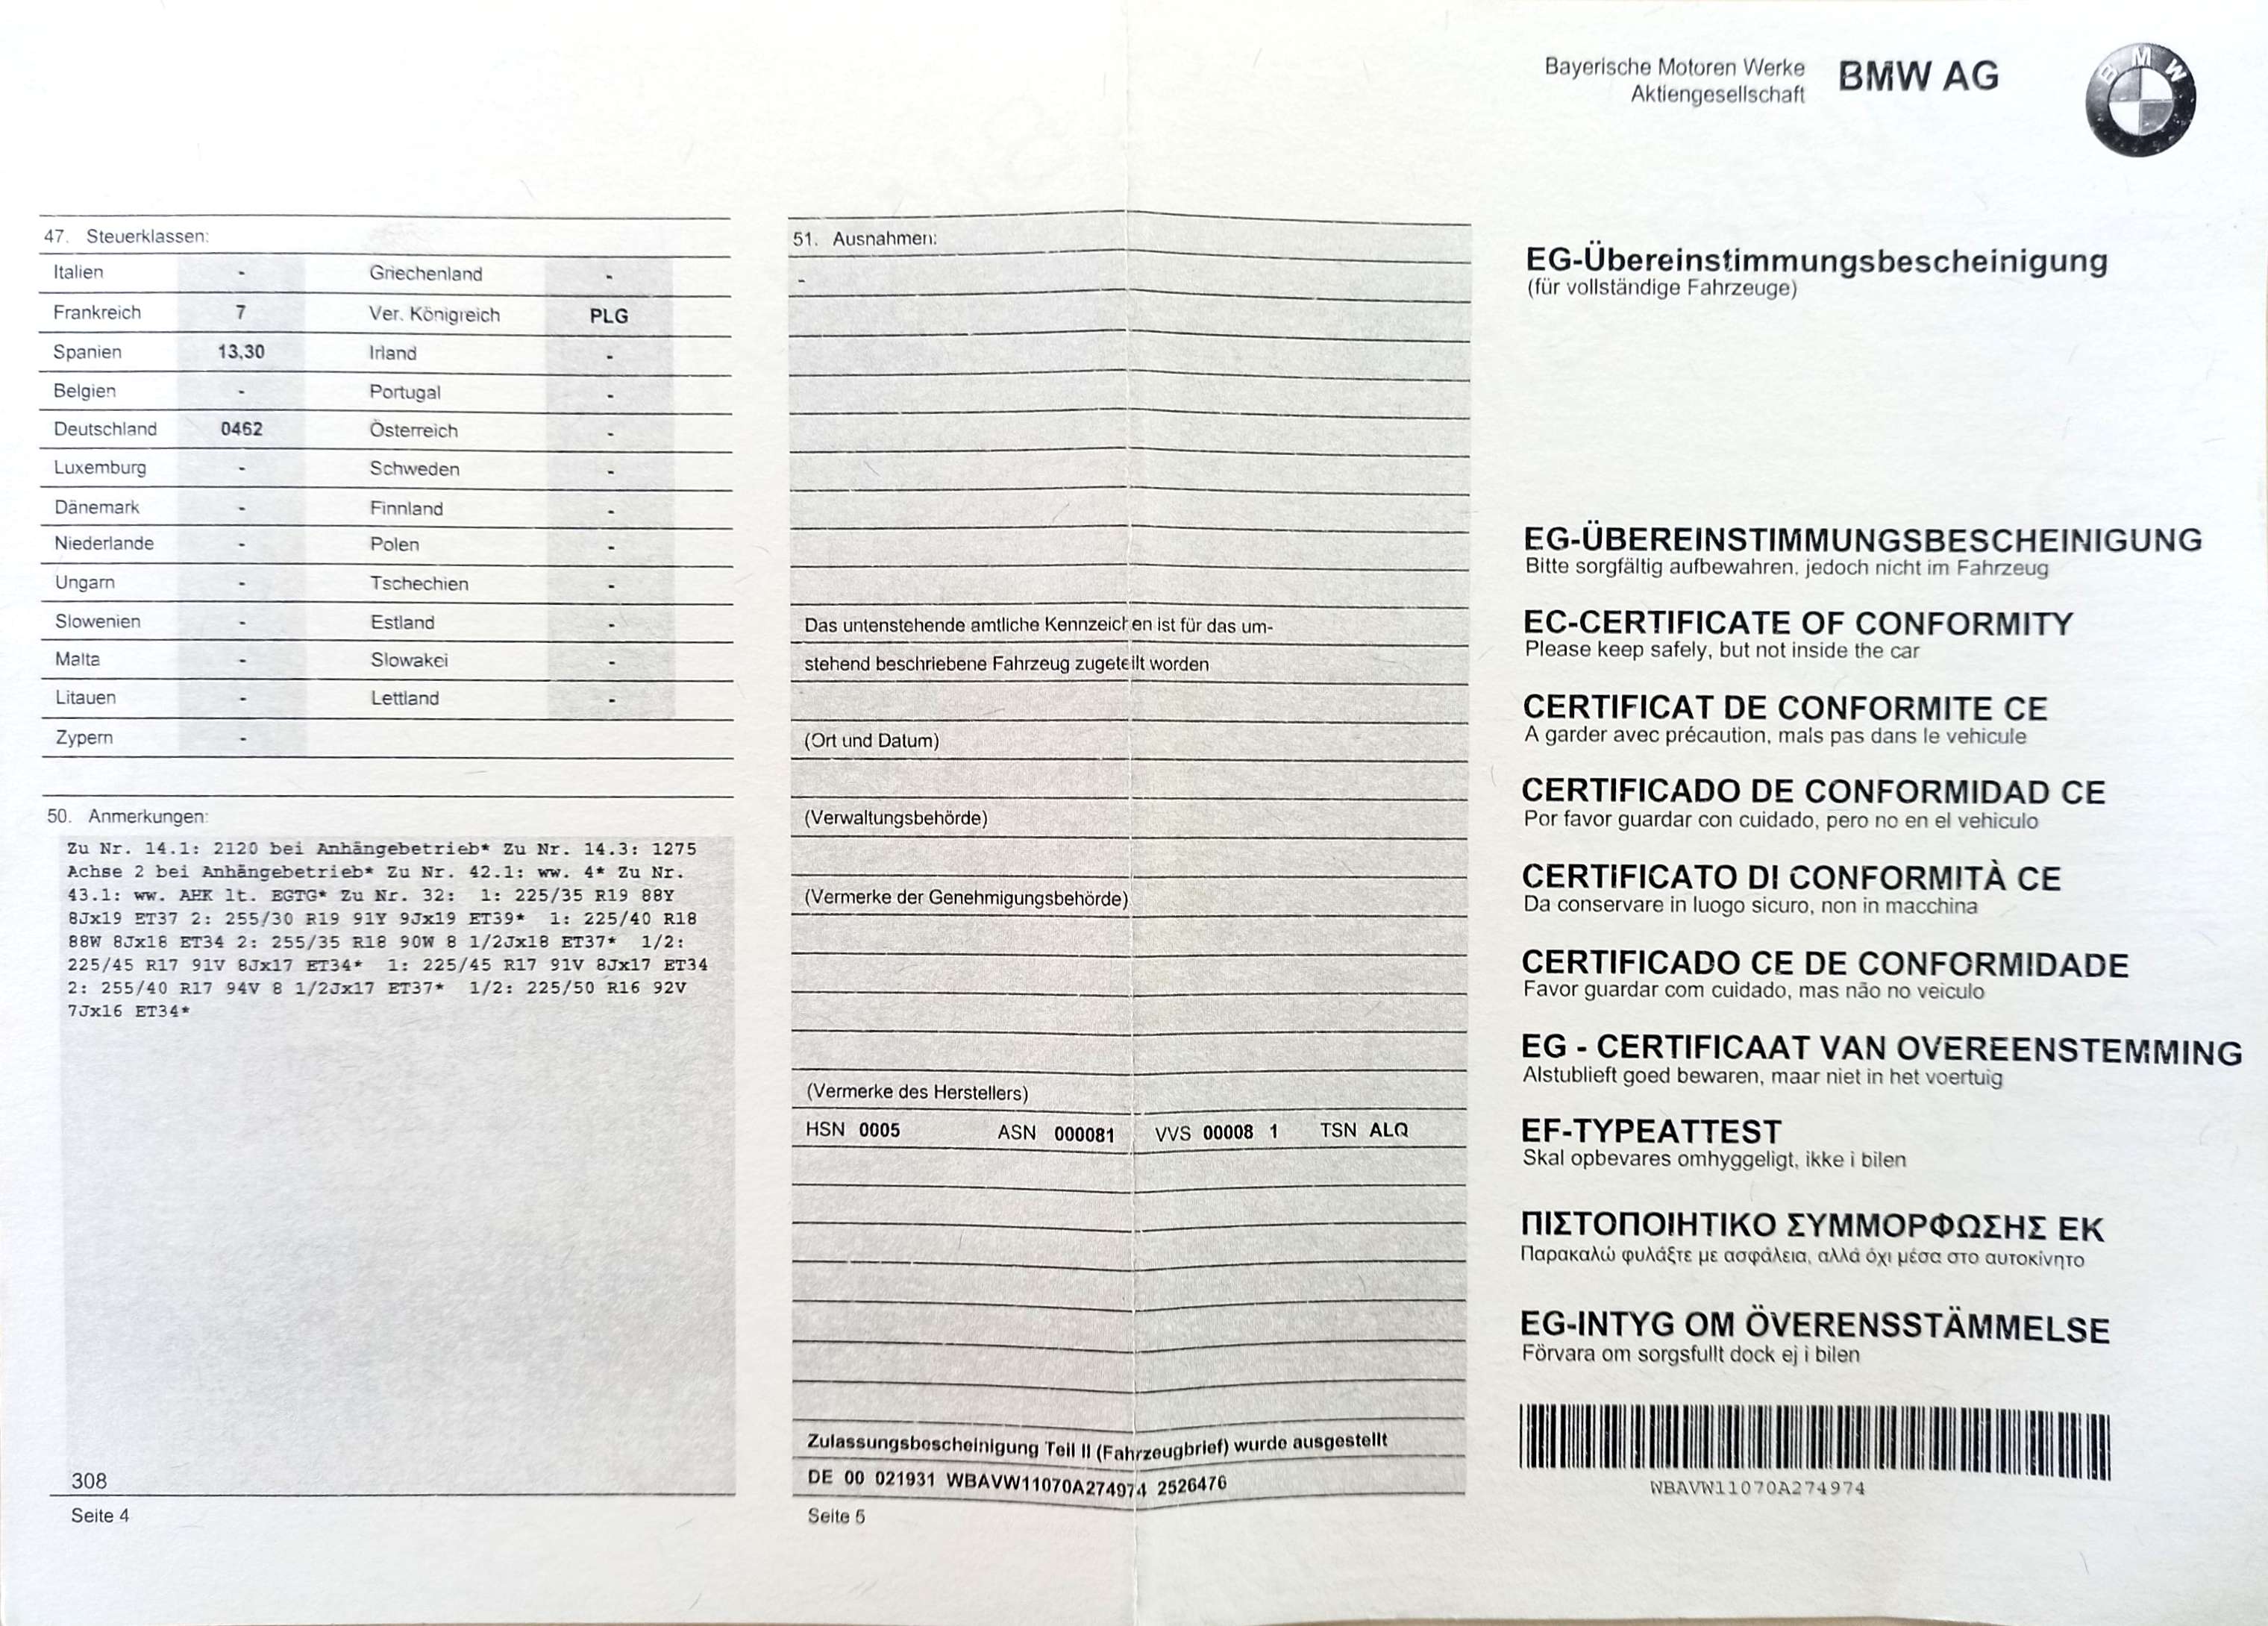 47. Steuerklassen:
Italien - Griechenland -
Frankreich 7 Ver. Königreich PLG
Spanien 13,30 Irland -
Belgien - Portugal -
Deutschland 0462 Österreich -
Luxemburg - Schweden -
Dänemark - Finnland -
Niederlande - Polen -
Ungarn - Tschechien -
Slowenien - Estland -
Malta - Slowakei -
Litauen - Lettland -
Zypern -
50. Anmerkungen:
Zu Nr. 14.1: 2120 bei Anhängebetrieb* Zu Nr. 14.3: 1275
Achse 2 bei Anhängebetrieb* Zu Nr. 42.1: ww. 4* Zu Nr.
43.1: ww. AHK lt. EGTG* Zu Nr. 32: 1: 225/35 R19 88Y
8Jx19 ET37 2: 255/30 R19 91Y 9Jx19 ET39* 1: 225/40 R18
88W 8Jx18 ET34 2: 255/35 R18 90W 8 1/2Jx18 ET37* 1/2:
225/45 R17 91V 8Jx17 ET34* 1: 225/45 R17 91V 8Jx17 ET34
2: 255/40 R17 94V 8 1/2Jx17 ET37* 1/2: 225/50 R16 92V
7Jx16 ET34*
308
Seite 4
51. Ausnahmen:
-
Das untenstehende amtliche Kennzeichen ist für das um-
stehend beschriebene Fahrzeug zugeteilt worden
(Ort und Datum)
(Verwaltungsbehörde)
(Vermerke der Genehmigungsbehörde)
(Vermerke des Herstellers)
HSN 0005 ASN 000081 VVS 00008 1 TSN ALQ
Zulassungsbescheinigung Teil II (Fahrzeugbrief) wurde ausgestellt
DE 00 021931 WBAVW11070A274974 2526476
Seite 5
Bayerische Motoren Werke
Aktiengesellschaft
BMW AG
BMW
EG-Übereinstimmungsbescheinigung
(für vollständige Fahrzeuge)
EG-ÜBEREINSTIMMUNGSBESCHEINIGUNG
Bitte sorgfältig aufbewahren, jedoch nicht im Fahrzeug
EC-CERTIFICATE OF CONFORMITY
Please keep safely, but not inside the car
CERTIFICAT DE CONFORMITE CE
A garder avec précaution, mals pas dans le vehicule
CERTIFICADO DE CONFORMIDAD CE
Por favor guardar con cuidado, pero no en el vehiculo
CERTIFICATO DI CONFORMITÀ CE
Da conservare in luogo sicuro, non in macchina
CERTIFICADO CE DE CONFORMIDADE
Favor guardar com cuidado, mas não no veiculo
EG - CERTIFICAAT VAN OVEREENSTEMMING
Alstublieft goed bewaren, maar niet in het voertuig
EF-TYPEATTEST
Skal opbevares omhyggeligt, ikke i bilen
ΠΙΣΤΟΠΟΙΗΤΙΚΟ ΣΥΜΜΟΡΦΩΣΗΣ ΕΚ
Παρακαλώ φυλάξτε με ασφάλεια, αλλά όχι μέσα στο αυτοκίνητο
EG-INTYG OM ÖVERENSSTÄMMELSE
Förvara om sorgsfullt dock ej i bilen
WBAVW11070A274974